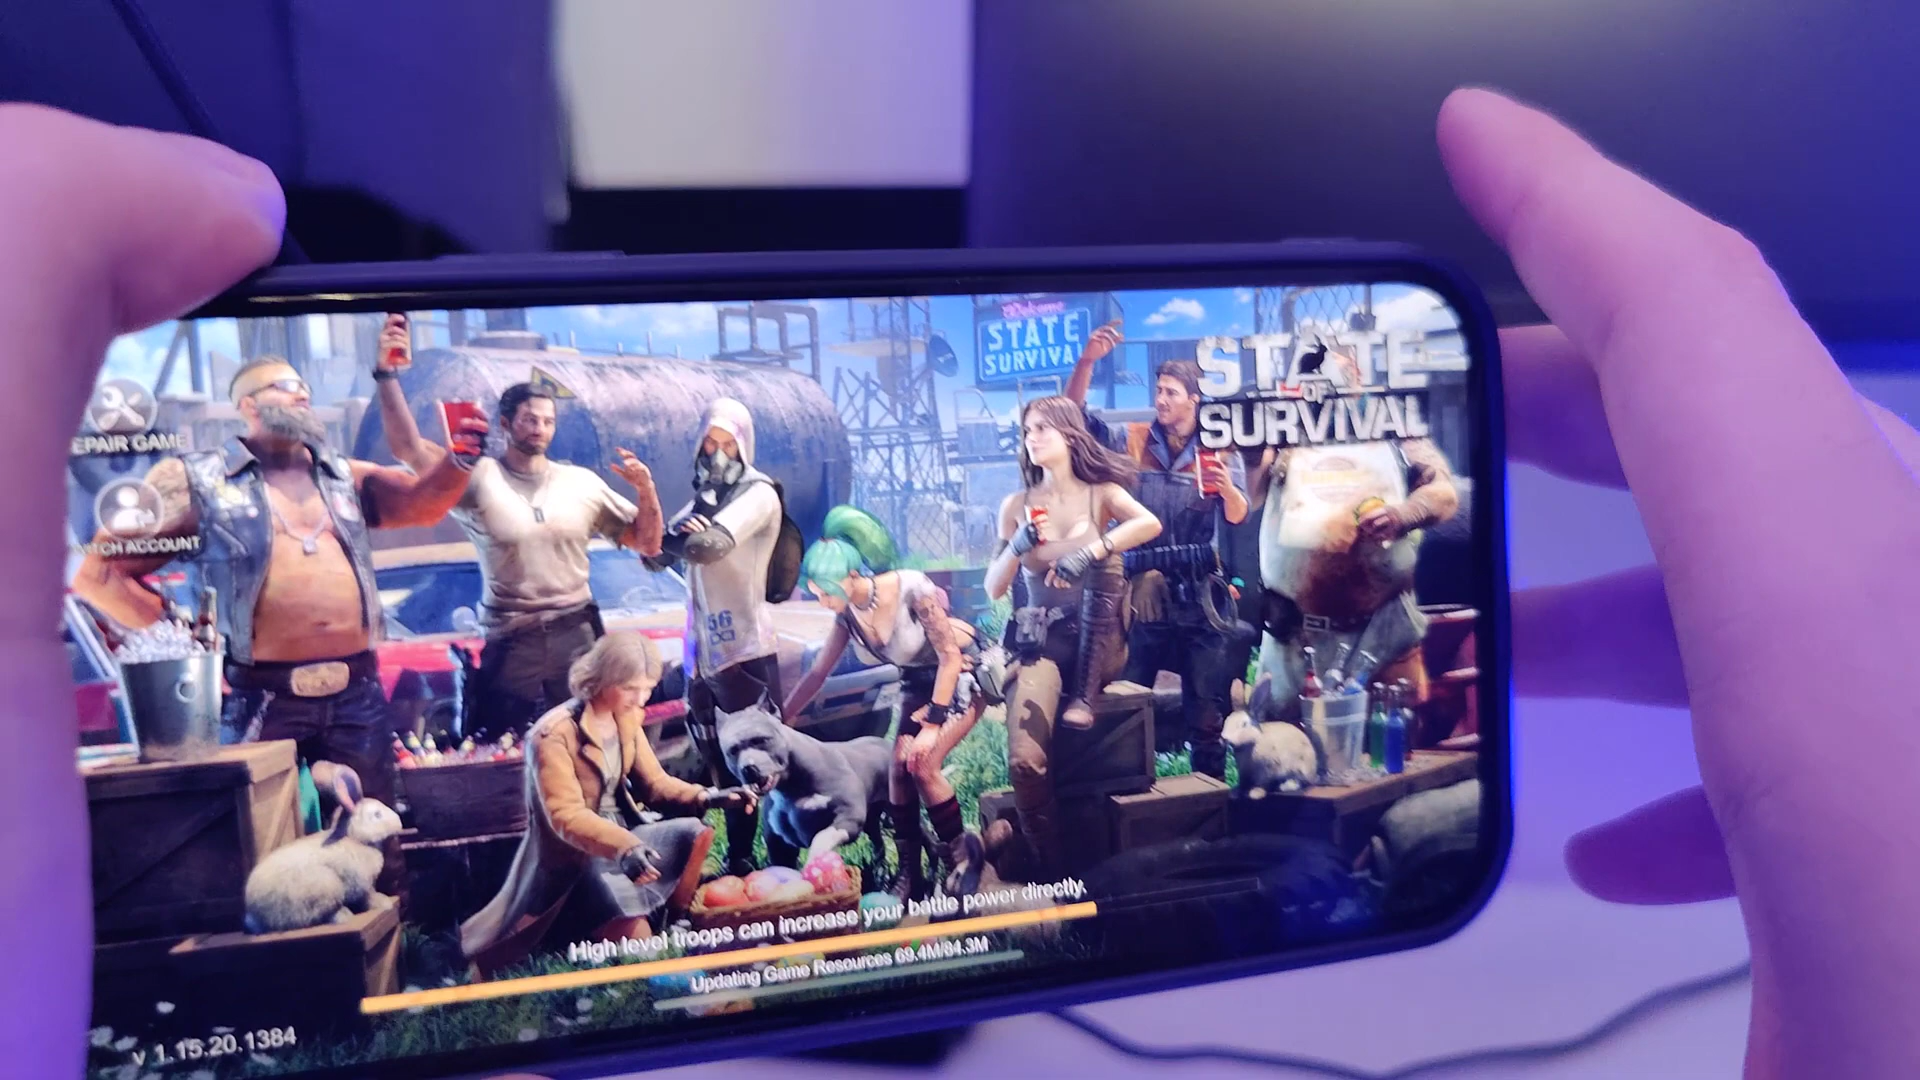 Welcome
STATE
SURVIVAL
STATE
OF
SURVIVAL
EPAIR GAME
TCH ACCOUNT
56
High level troops can increase your battle power directly.
Updating Game Resources 69.4M/84.3M
v 1.15.20.1384